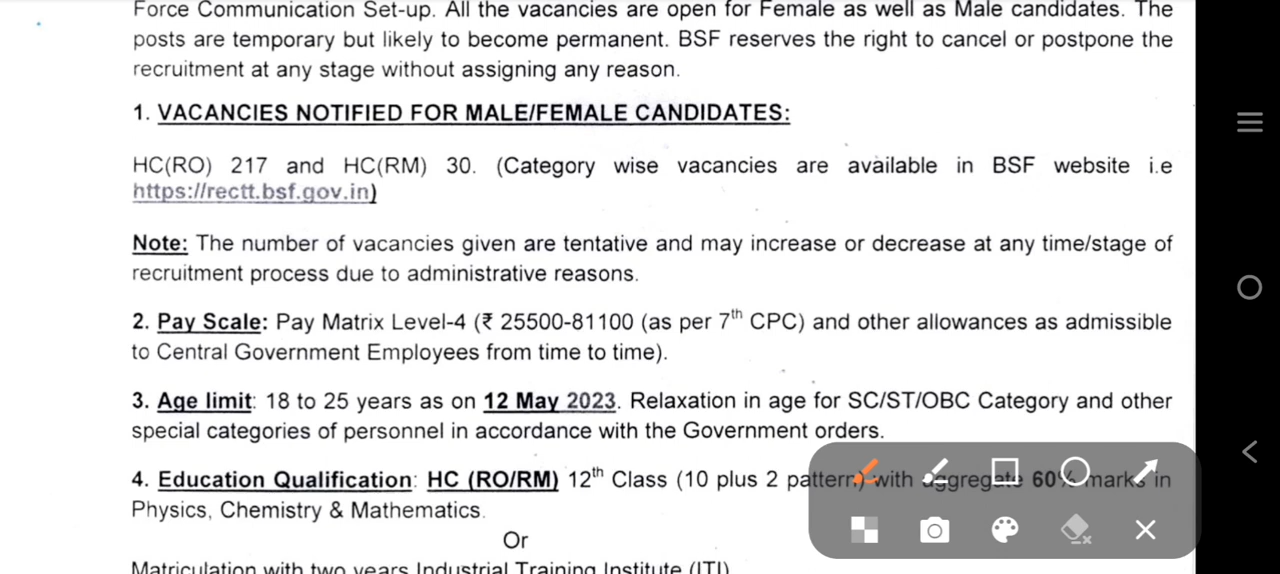 Force Communication Set-up. All the vacancies are open for Female as well as Male candidates. The
posts are temporary but likely to become permanent. BSF reserves the right to cancel or postpone the
recruitment at any stage without assigning any reason.
1. VACANCIES NOTIFIED FOR MALE/FEMALE CANDIDATES:
HC(RO) 217 and HC(RM) 30. (Category wise vacancies are available in BSF website i.e
https://rectt.bsf.gov.in)
Note: The number of vacancies given are tentative and may increase or decrease at any time/stage of
recruitment process due to administrative reasons.
2. Pay Scale: Pay Matrix Level-4 (₹ 25500-81100 (as per 7th CPC) and other allowances as admissible
to Central Government Employees from time to time).
3. Age limit: 18 to 25 years as on 12 May 2023. Relaxation in age for SC/ST/OBC Category and other
special categories of personnel in accordance with the Government orders.
4. Education Qualification: HC (RO/RM) 12th Class (10 plus 2 pattern) with aggregate 60% marks in
Physics, Chemistry & Mathematics.
Or
Matriculation with two years Industrial Training Institute (ITI)